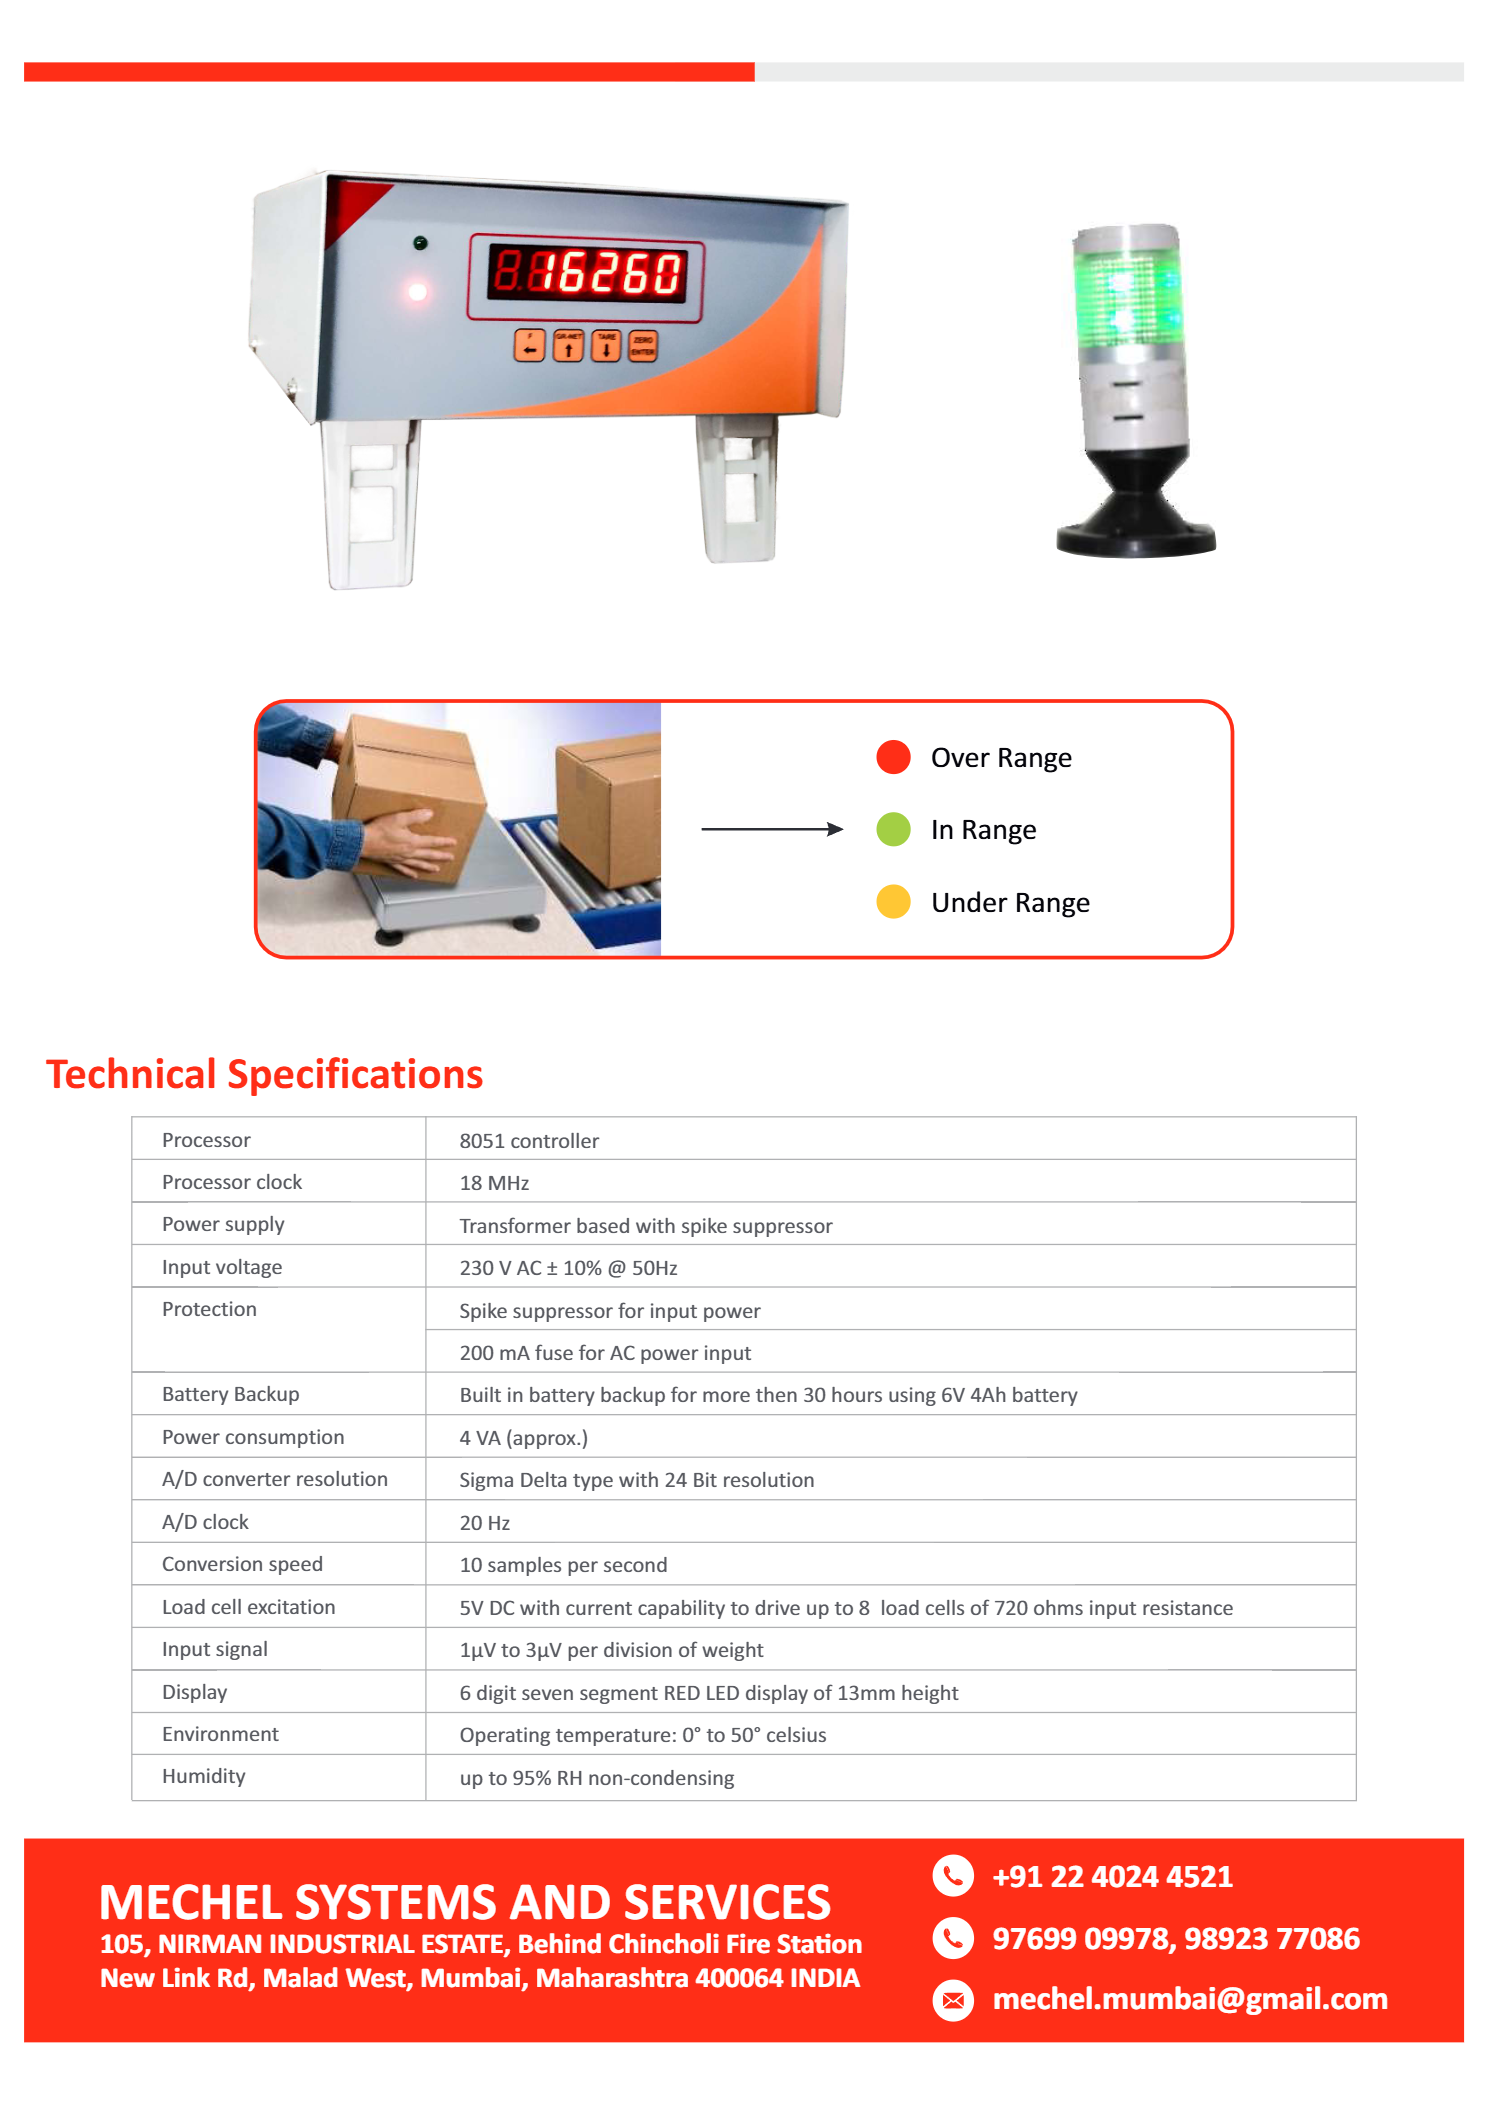 16260
F
GR-NET
TARE
ZERO
ENTER
Over Range
In Range
Under Range
Technical Specifications
Processor 8051 controller
Processor clock 18 MHz
Power supply Transformer based with spike suppressor
Input voltage 230 V AC ± 10% @ 50Hz
Protection Spike suppressor for input power
200 mA fuse for AC power input
Battery Backup Built in battery backup for more then 30 hours using 6V 4Ah battery
Power consumption 4 VA (approx.)
A/D converter resolution Sigma Delta type with 24 Bit resolution
A/D clock 20 Hz
Conversion speed 10 samples per second
Load cell excitation 5V DC with current capability to drive up to 8 load cells of 720 ohms input resistance
Input signal 1µV to 3µV per division of weight
Display 6 digit seven segment RED LED display of 13mm height
Environment Operating temperature: 0° to 50° celsius
Humidity up to 95% RH non-condensing
MECHEL SYSTEMS AND SERVICES
105, NIRMAN INDUSTRIAL ESTATE, Behind Chincholi Fire Station
New Link Rd, Malad West, Mumbai, Maharashtra 400064 INDIA
+91 22 4024 4521
97699 09978, 98923 77086
mechel.mumbai@gmail.com